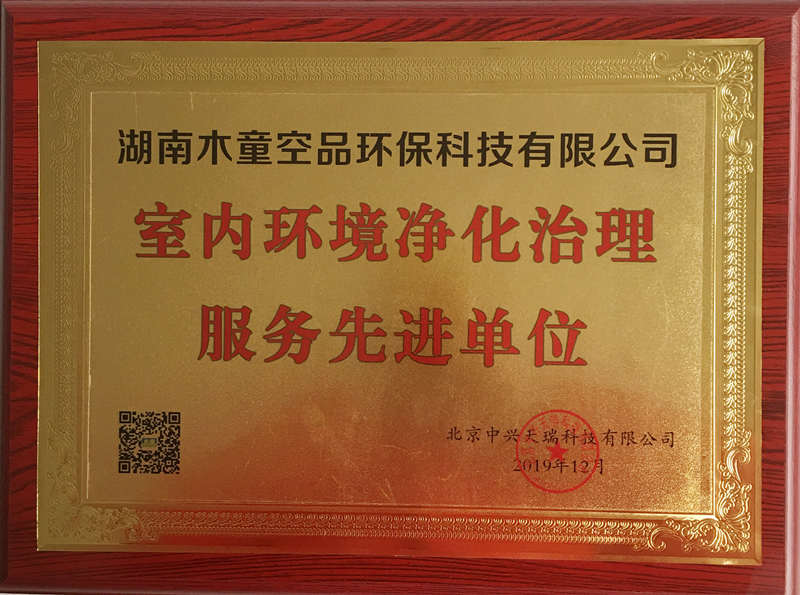 湖南木童空品环保科技有限公司
室内环境净化治理
服务先进单位
北京中兴天瑞科技有限公司
2019年12月